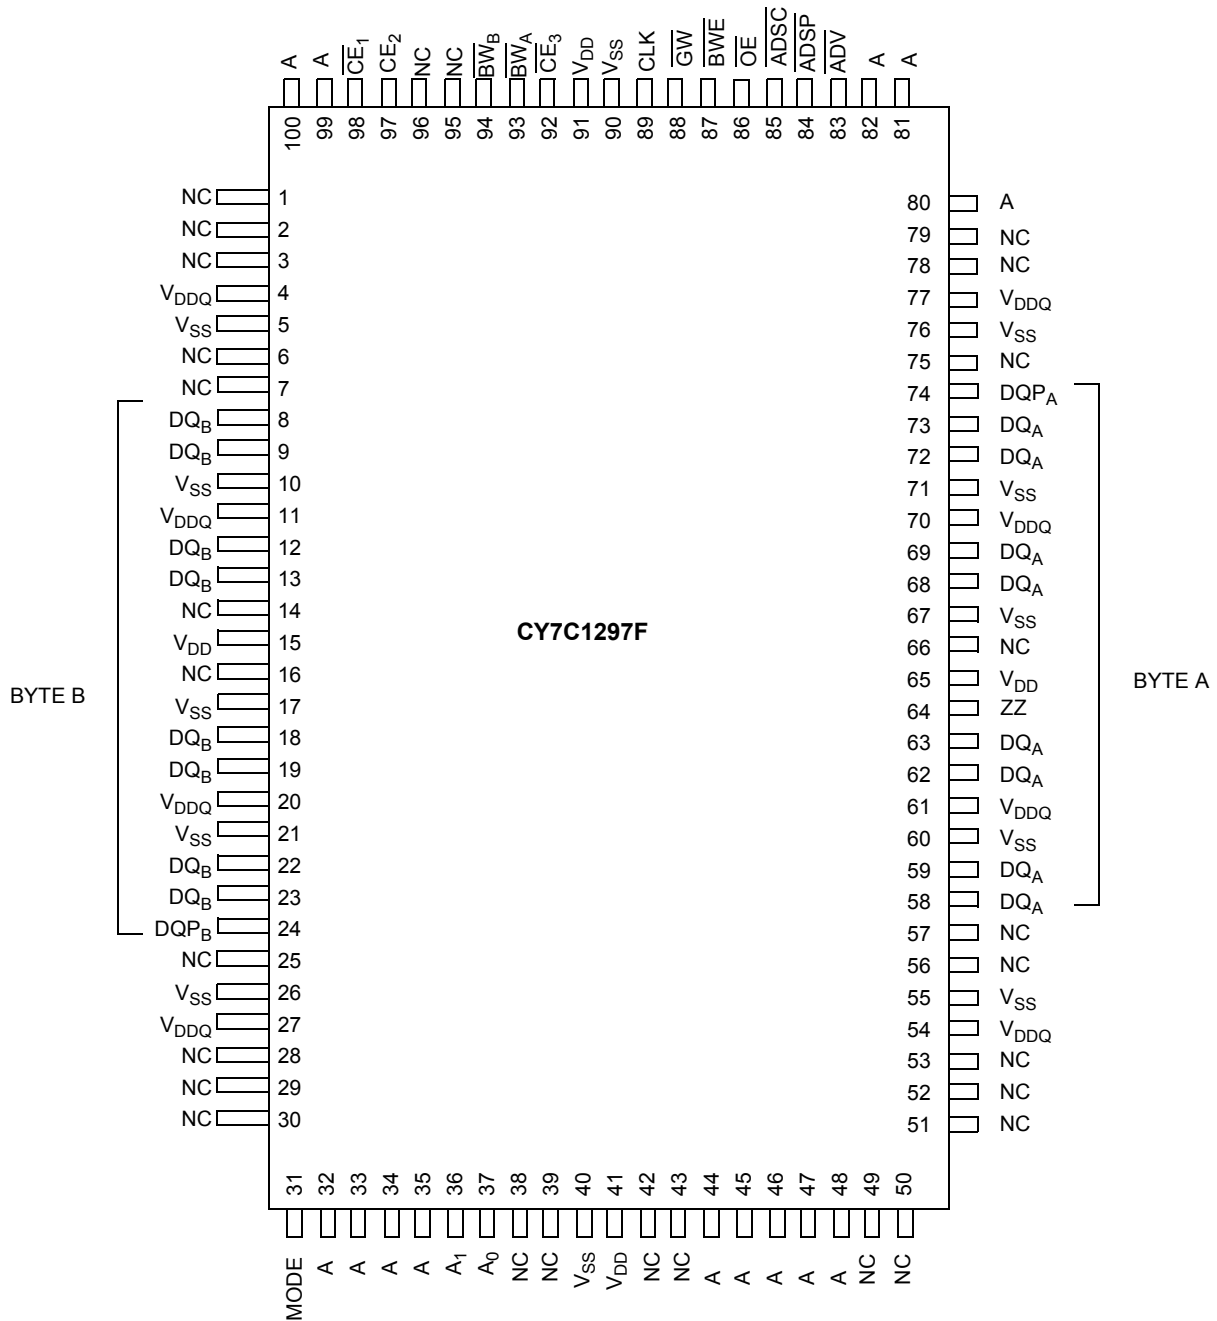 A A CE1 CE2 NC NC BWB BWA CE3 VDD VSS CLK GW BWE OE ADSC ADSP ADV A A
100 99 98 97 96 95 94 93 92 91 90 89 88 87 86 85 84 83 82 81
NC 1
NC 2
NC 3
VDDQ 4
VSS 5
NC 6
NC 7
DQB 8
DQB 9
VSS 10
VDDQ 11
DQB 12
DQB 13
NC 14
VDD 15
NC 16
VSS 17
DQB 18
DQB 19
VDDQ 20
VSS 21
DQB 22
DQB 23
DQPB 24
NC 25
VSS 26
VDDQ 27
NC 28
NC 29
NC 30
BYTE B
CY7C1297F
80 A
79 NC
78 NC
77 VDDQ
76 VSS
75 NC
74 DQPA
73 DQA
72 DQA
71 VSS
70 VDDQ
69 DQA
68 DQA
67 VSS
66 NC
65 VDD
64 ZZ
63 DQA
62 DQA
61 VDDQ
60 VSS
59 DQA
58 DQA
57 NC
56 NC
55 VSS
54 VDDQ
53 NC
52 NC
51 NC
BYTE A
31 32 33 34 35 36 37 38 39 40 41 42 43 44 45 46 47 48 49 50
MODE A A A A A1 A0 NC NC VSS VDD NC NC A A A A A NC NC